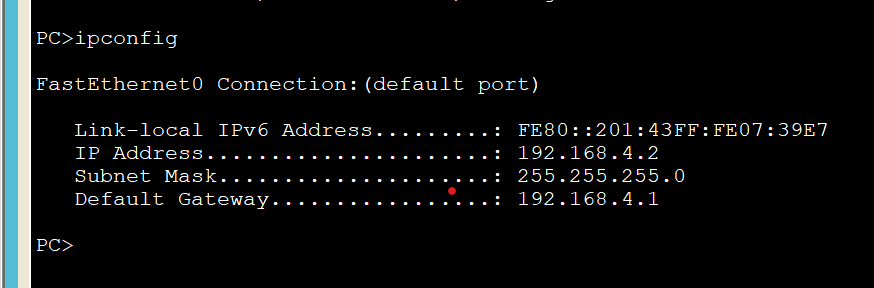 PC>ipconfig
FastEthernet0 Connection:(default port)
Link-local IPv6 Address.........: FE80::201:43FF:FE07:39E7
IP Address......................: 192.168.4.2
Subnet Mask.....................: 255.255.255.0
Default Gateway.................: 192.168.4.1
PC>